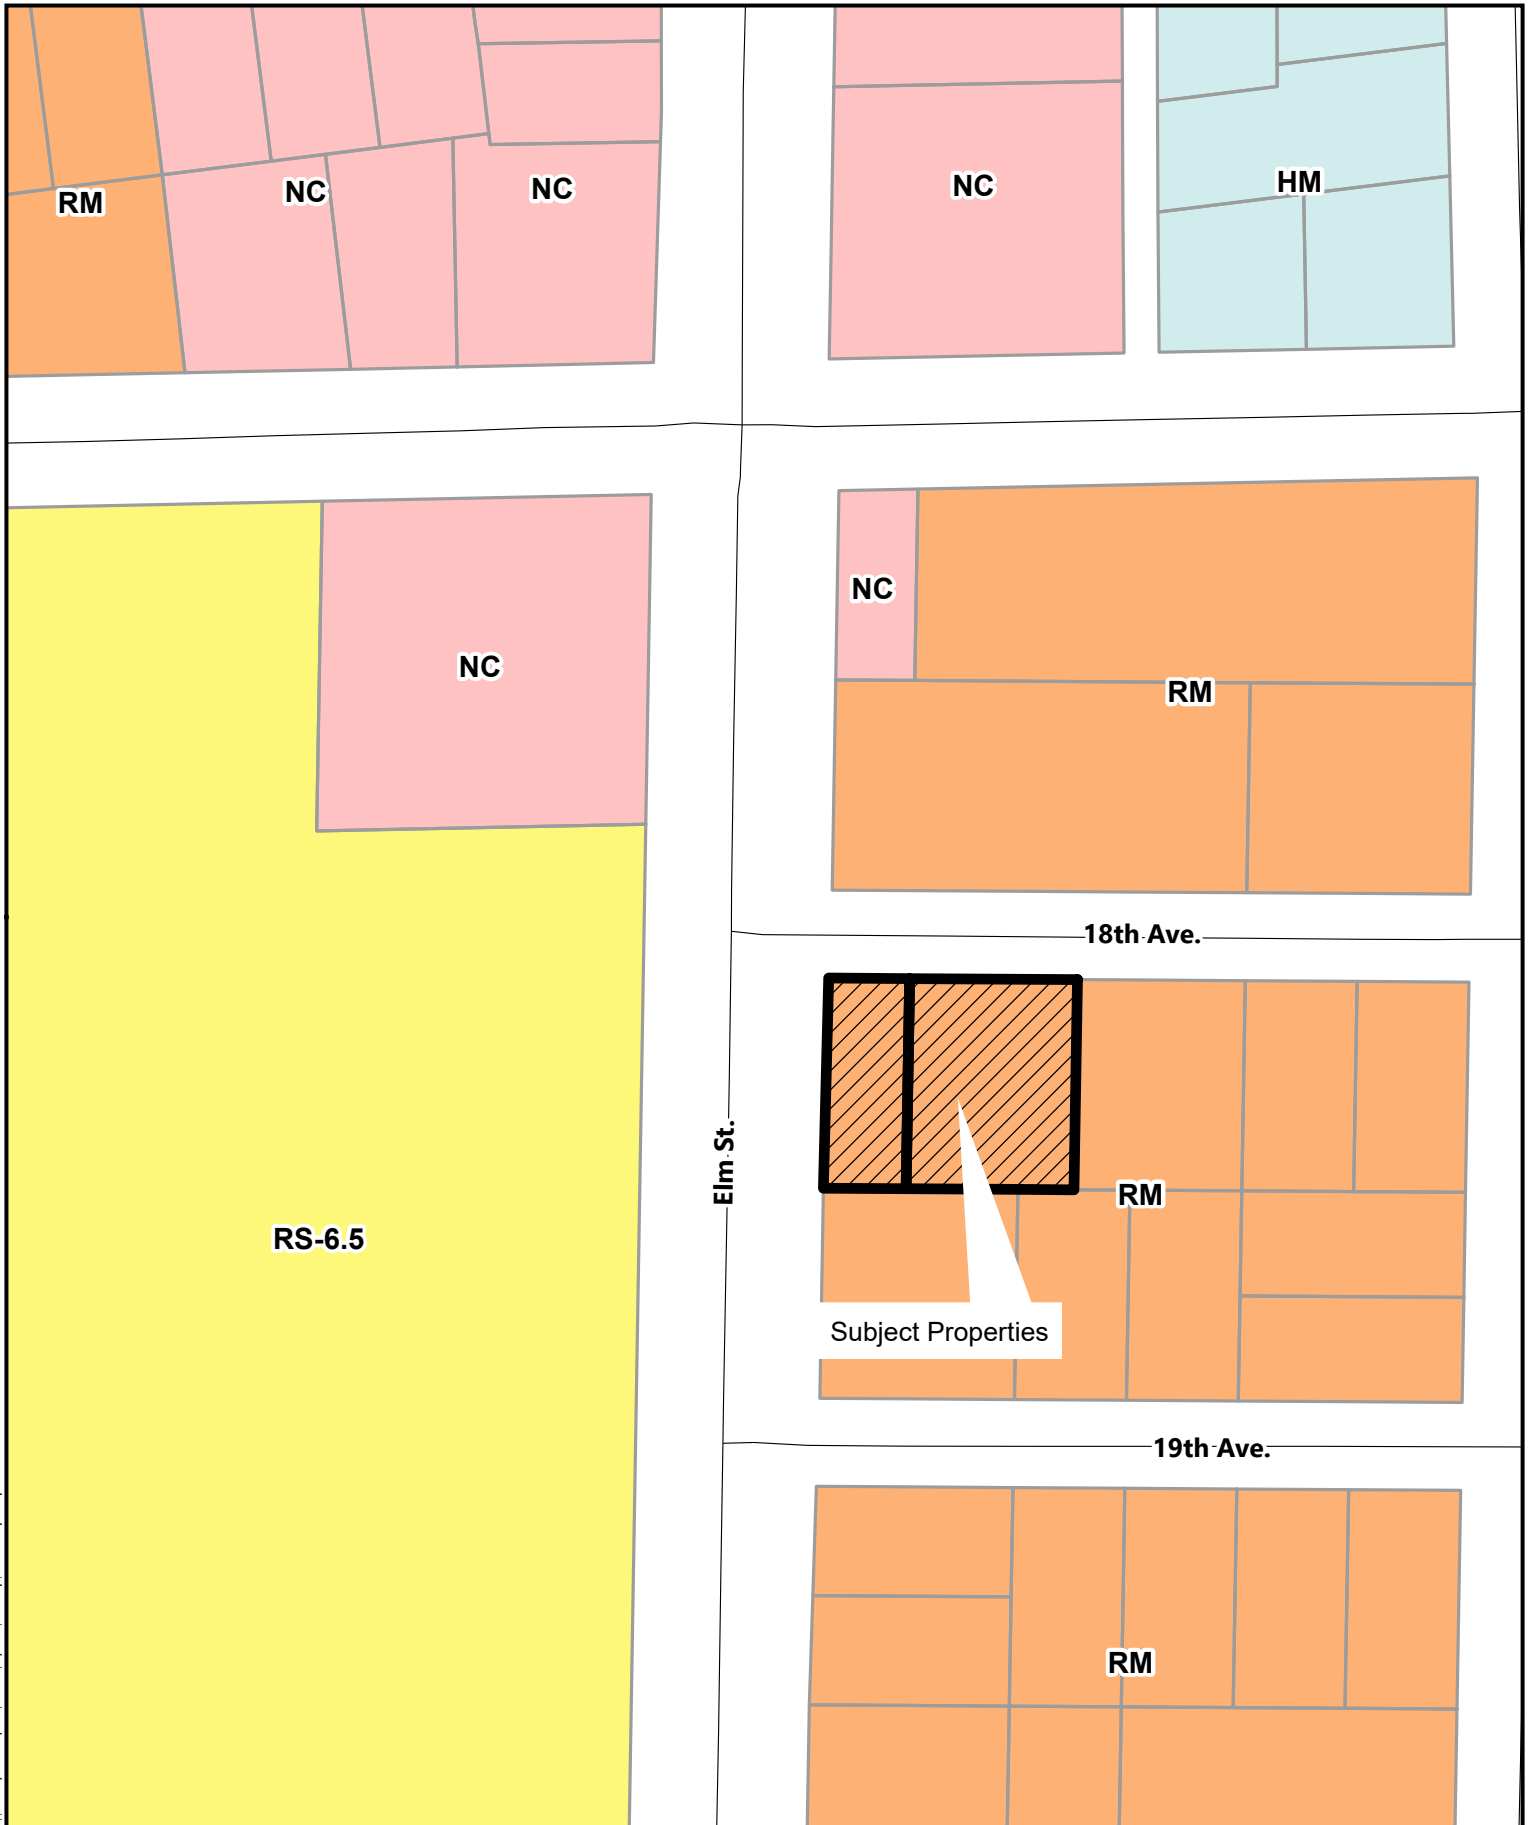 RM
NC
NC
NC
HM
NC
NC
RM
18th Ave.
Elm St.
RM
RS-6.5
Subject Properties
19th Ave.
RM